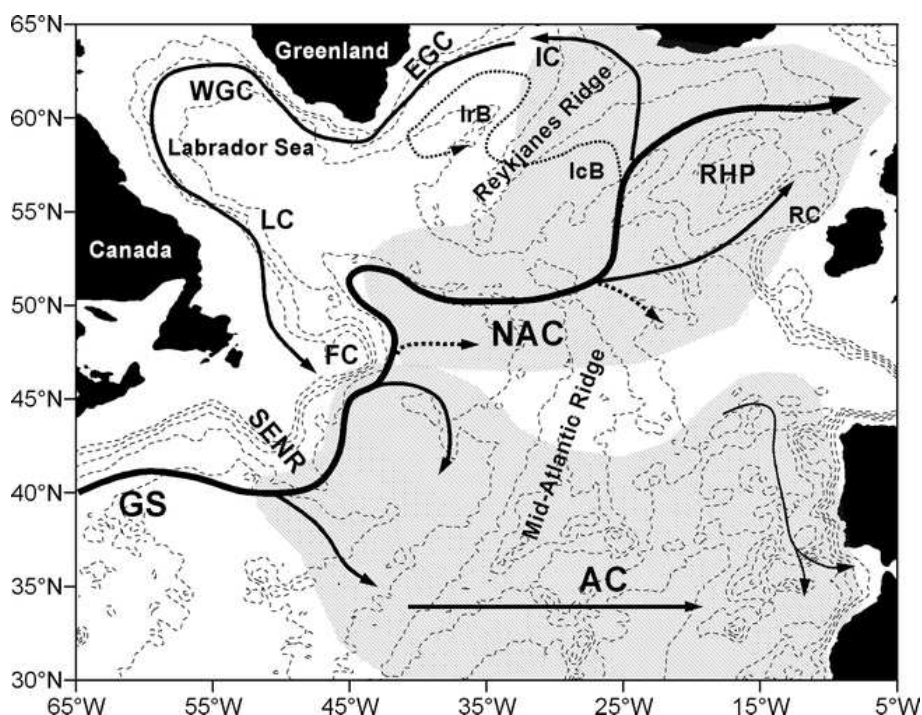 65°N
Greenland
EGC
IC
WGC
60°N
IrB
Reykjanes Ridge
Labrador Sea
IcB
RHP
55°N
LC
RC
Canada
50°N
NAC
FC
45°N
SENR
Mid-Atlantic Ridge
40°N
GS
35°N
AC
30°N
65°W
55°W
45°W
35°W
25°W
15°W
5°W